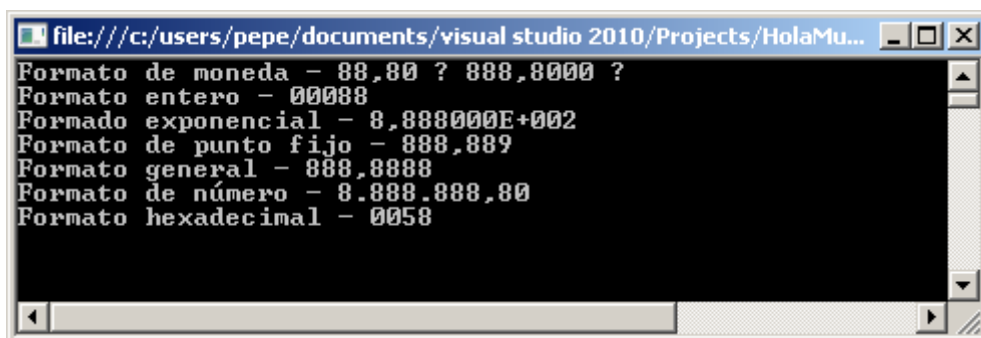 file:///c:/users/pepe/documents/visual studio 2010/Projects/HolaMu...
Formato de moneda - 88,80 ? 888,8000 ?
Formato entero - 00088
Formado exponencial - 8,888000E+002
Formato de punto fijo - 888,889
Formato general - 888,8888
Formato de número - 8.888.888,80
Formato hexadecimal - 0058